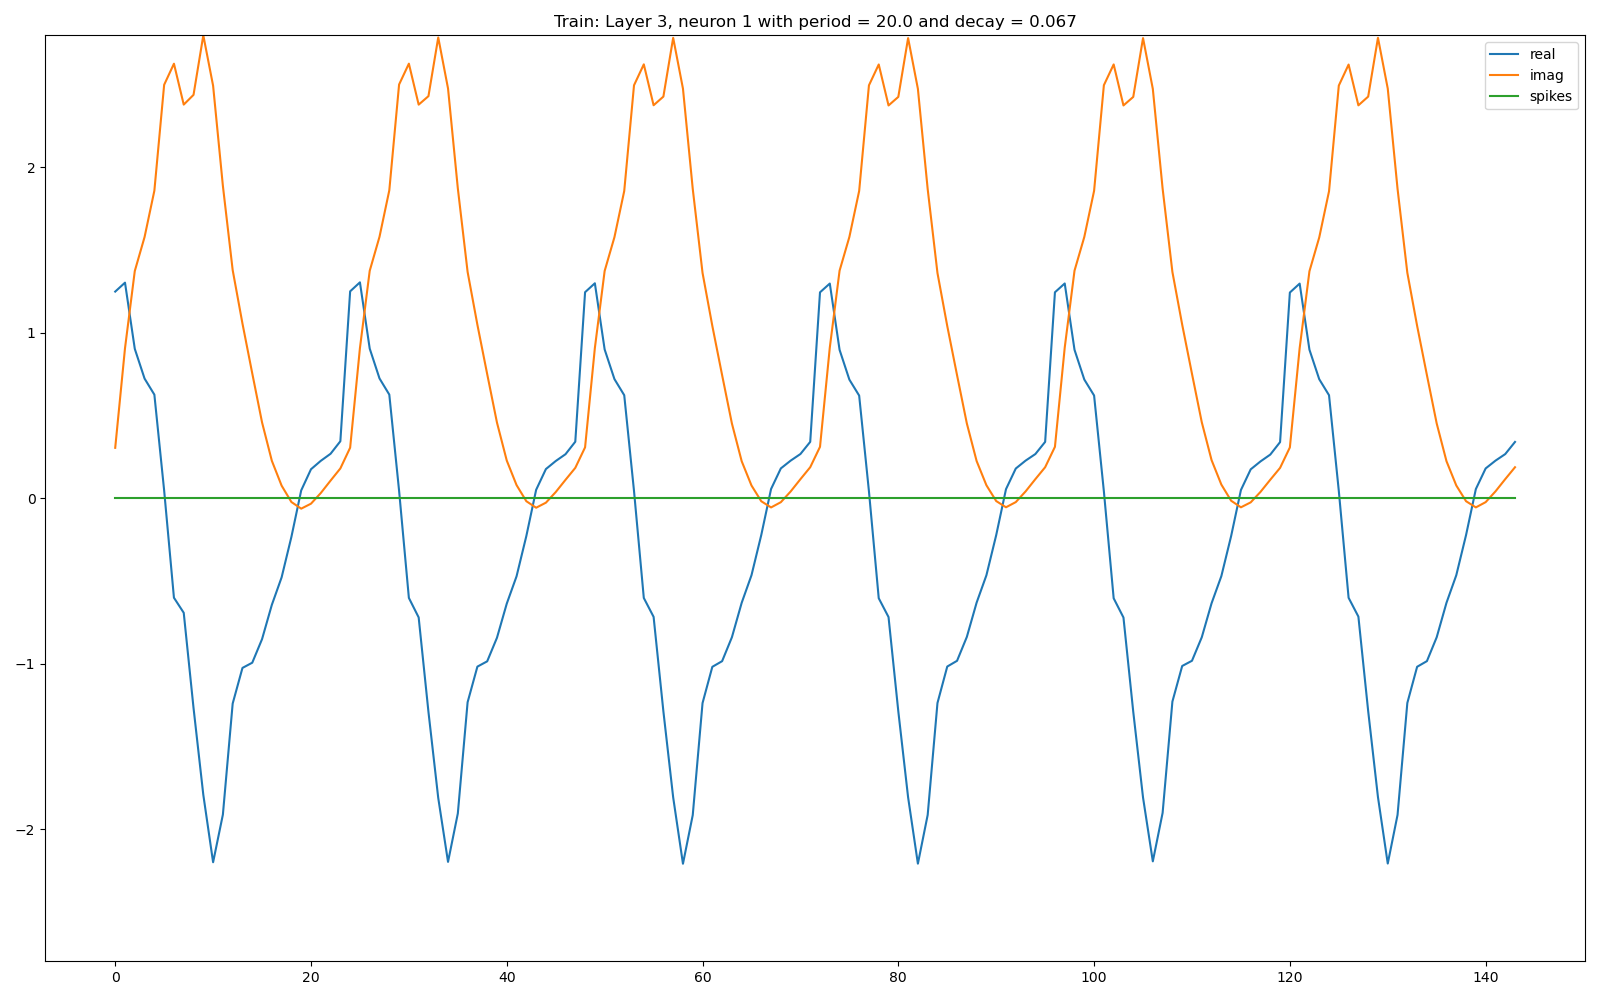 Train: Layer 3, neuron 1 with period = 20.0 and decay = 0.067
real
imag
spikes
2
1
0
−1
−2
0 20 40 60 80 100 120 140